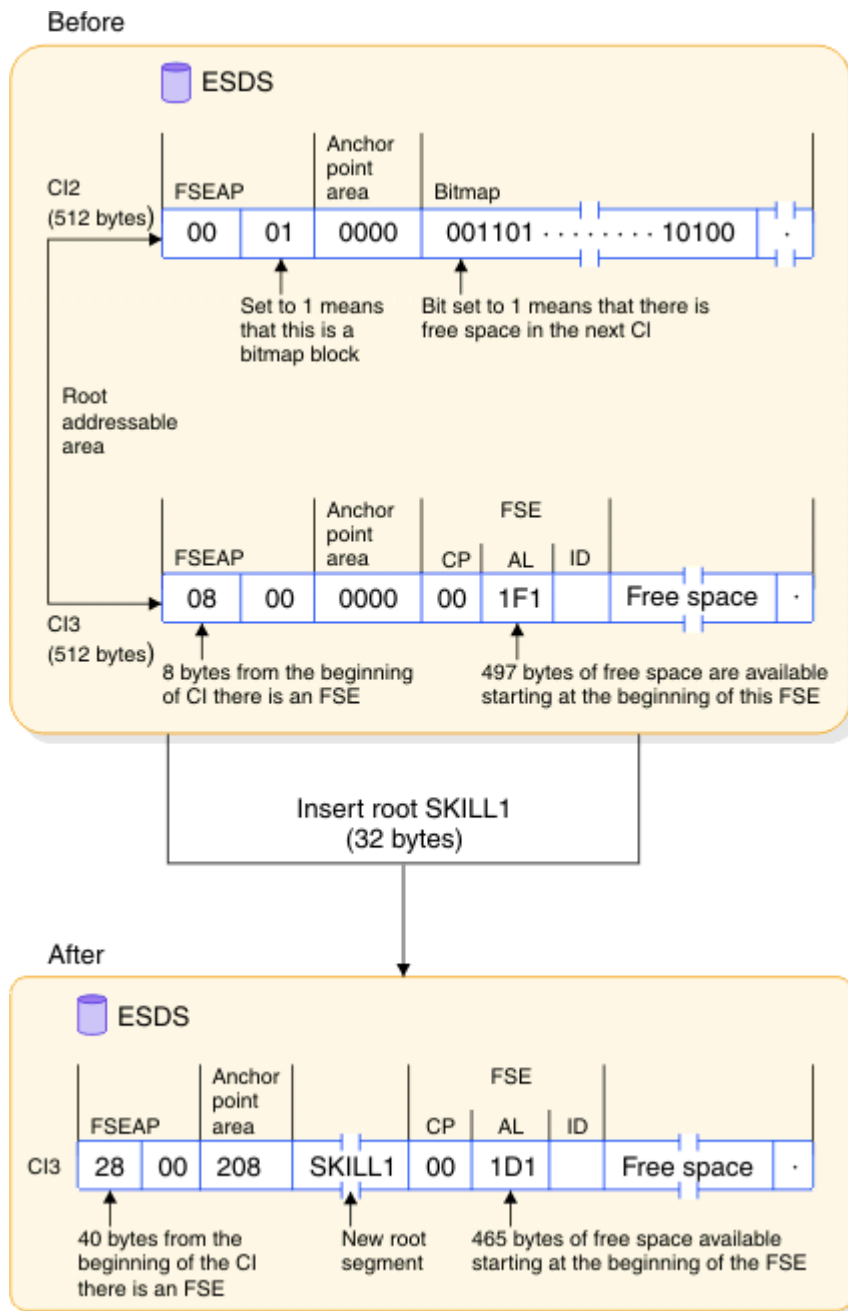 Before
ESDS
FSEAP
Anchor
point
area
Bitmap
CI2
(512 bytes)
00 01 0000 001101 · · · · · · · · 10100 ·
Set to 1 means
that this is a
bitmap block
Bit set to 1 means that there is
free space in the next CI
Root
addressable
area
FSEAP
Anchor
point
area
FSE
CP AL ID
08 00 0000 00 1F1 Free space ·
CI3
(512 bytes)
8 bytes from the beginning
of CI there is an FSE
497 bytes of free space are available
starting at the beginning of this FSE
Insert root SKILL1
(32 bytes)
After
ESDS
FSEAP
Anchor
point
area
FSE
CP AL ID
CI3 28 00 208 SKILL1 00 1D1 Free space ·
40 bytes from the
beginning of the CI
there is an FSE
New root
segment
465 bytes of free space available
starting at the beginning of the FSE